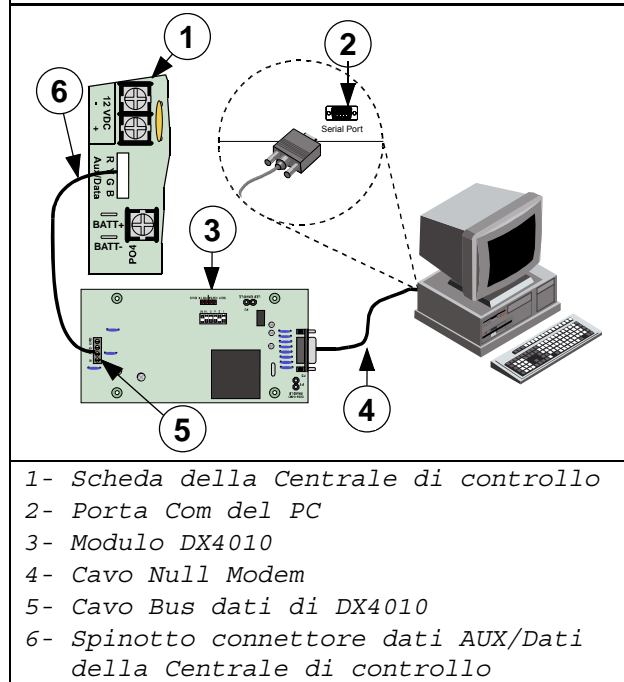 1
2
6
12 VDC
- +
Serial Port
R Y G B
Aux/Data
BATT+
BATT-
PO4
3
5
4
1- Scheda della Centrale di controllo
2- Porta Com del PC
3- Modulo DX4010
4- Cavo Null Modem
5- Cavo Bus dati di DX4010
6- Spinotto connettore dati AUX/Dati
della Centrale di controllo